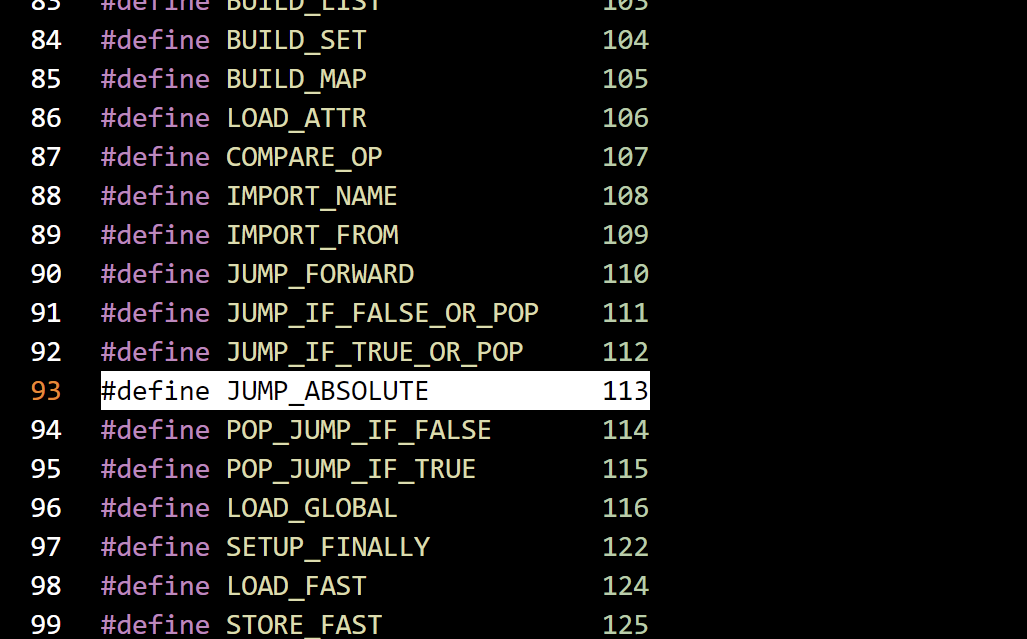 83 #define BUILD_LIST 103
84 #define BUILD_SET 104
85 #define BUILD_MAP 105
86 #define LOAD_ATTR 106
87 #define COMPARE_OP 107
88 #define IMPORT_NAME 108
89 #define IMPORT_FROM 109
90 #define JUMP_FORWARD 110
91 #define JUMP_IF_FALSE_OR_POP 111
92 #define JUMP_IF_TRUE_OR_POP 112
93 #define JUMP_ABSOLUTE 113
94 #define POP_JUMP_IF_FALSE 114
95 #define POP_JUMP_IF_TRUE 115
96 #define LOAD_GLOBAL 116
97 #define SETUP_FINALLY 122
98 #define LOAD_FAST 124
99 #define STORE_FAST 125